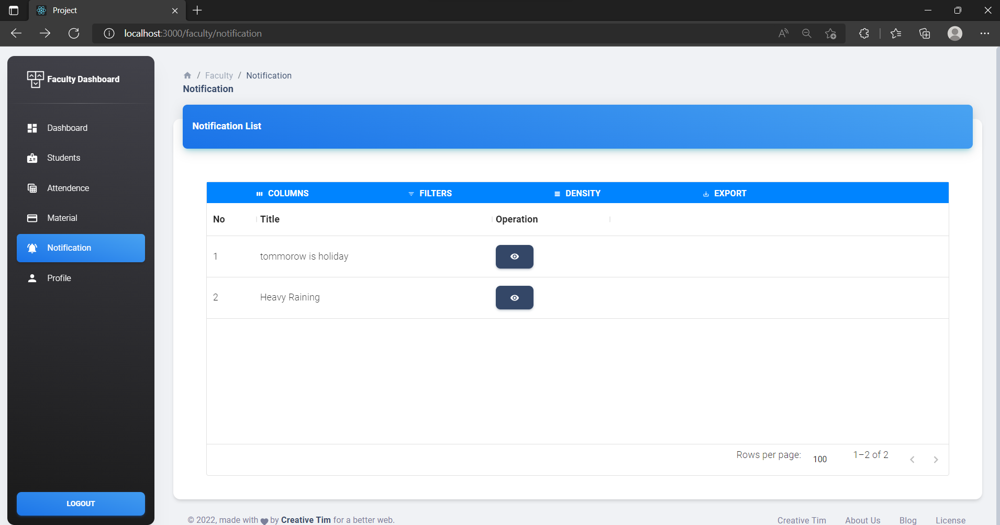 Project
localhost:3000/faculty/notification
Faculty Dashboard
Dashboard
Students
Attendence
Material
Notification
Profile
LOGOUT
/ Faculty / Notification
Notification
Notification List
COLUMNS FILTERS DENSITY EXPORT
No Title Operation
1 tommorow is holiday
2 Heavy Raining
Rows per page: 100 1–2 of 2
© 2022, made with by Creative Tim for a better web.
Creative Tim About Us Blog License